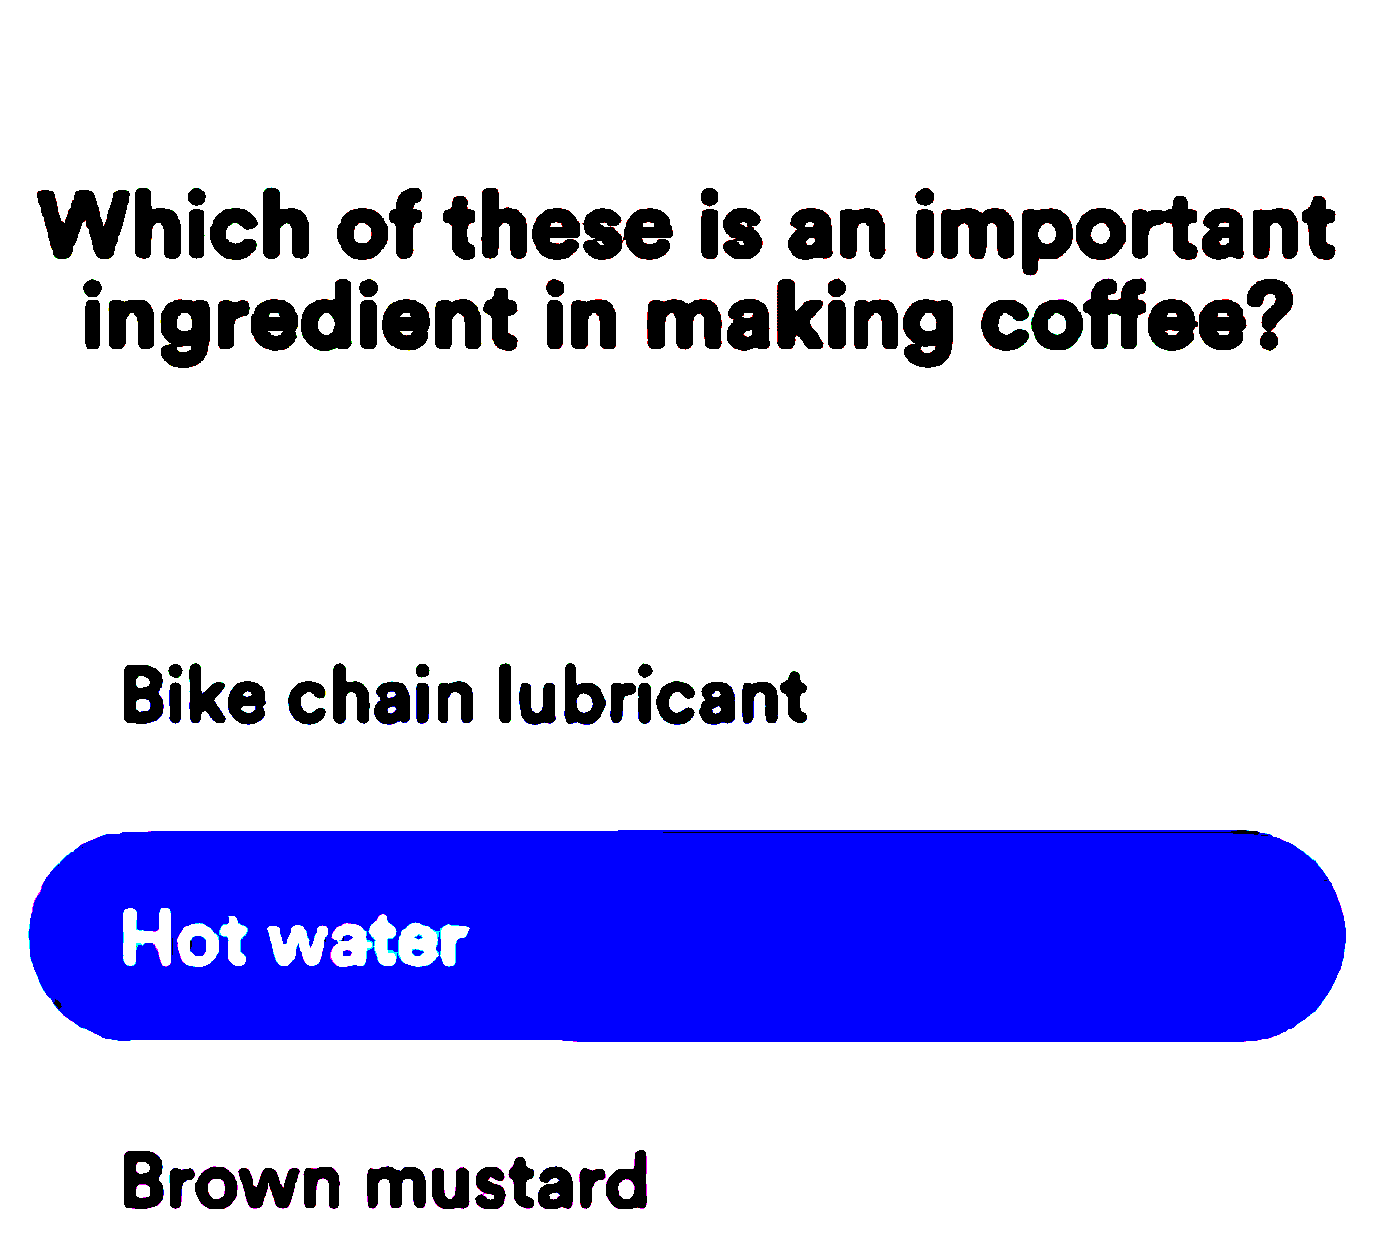 Which of these is an important
ingredient in making coffee?
Bike chain lubricant
Hot water
Brown mustard